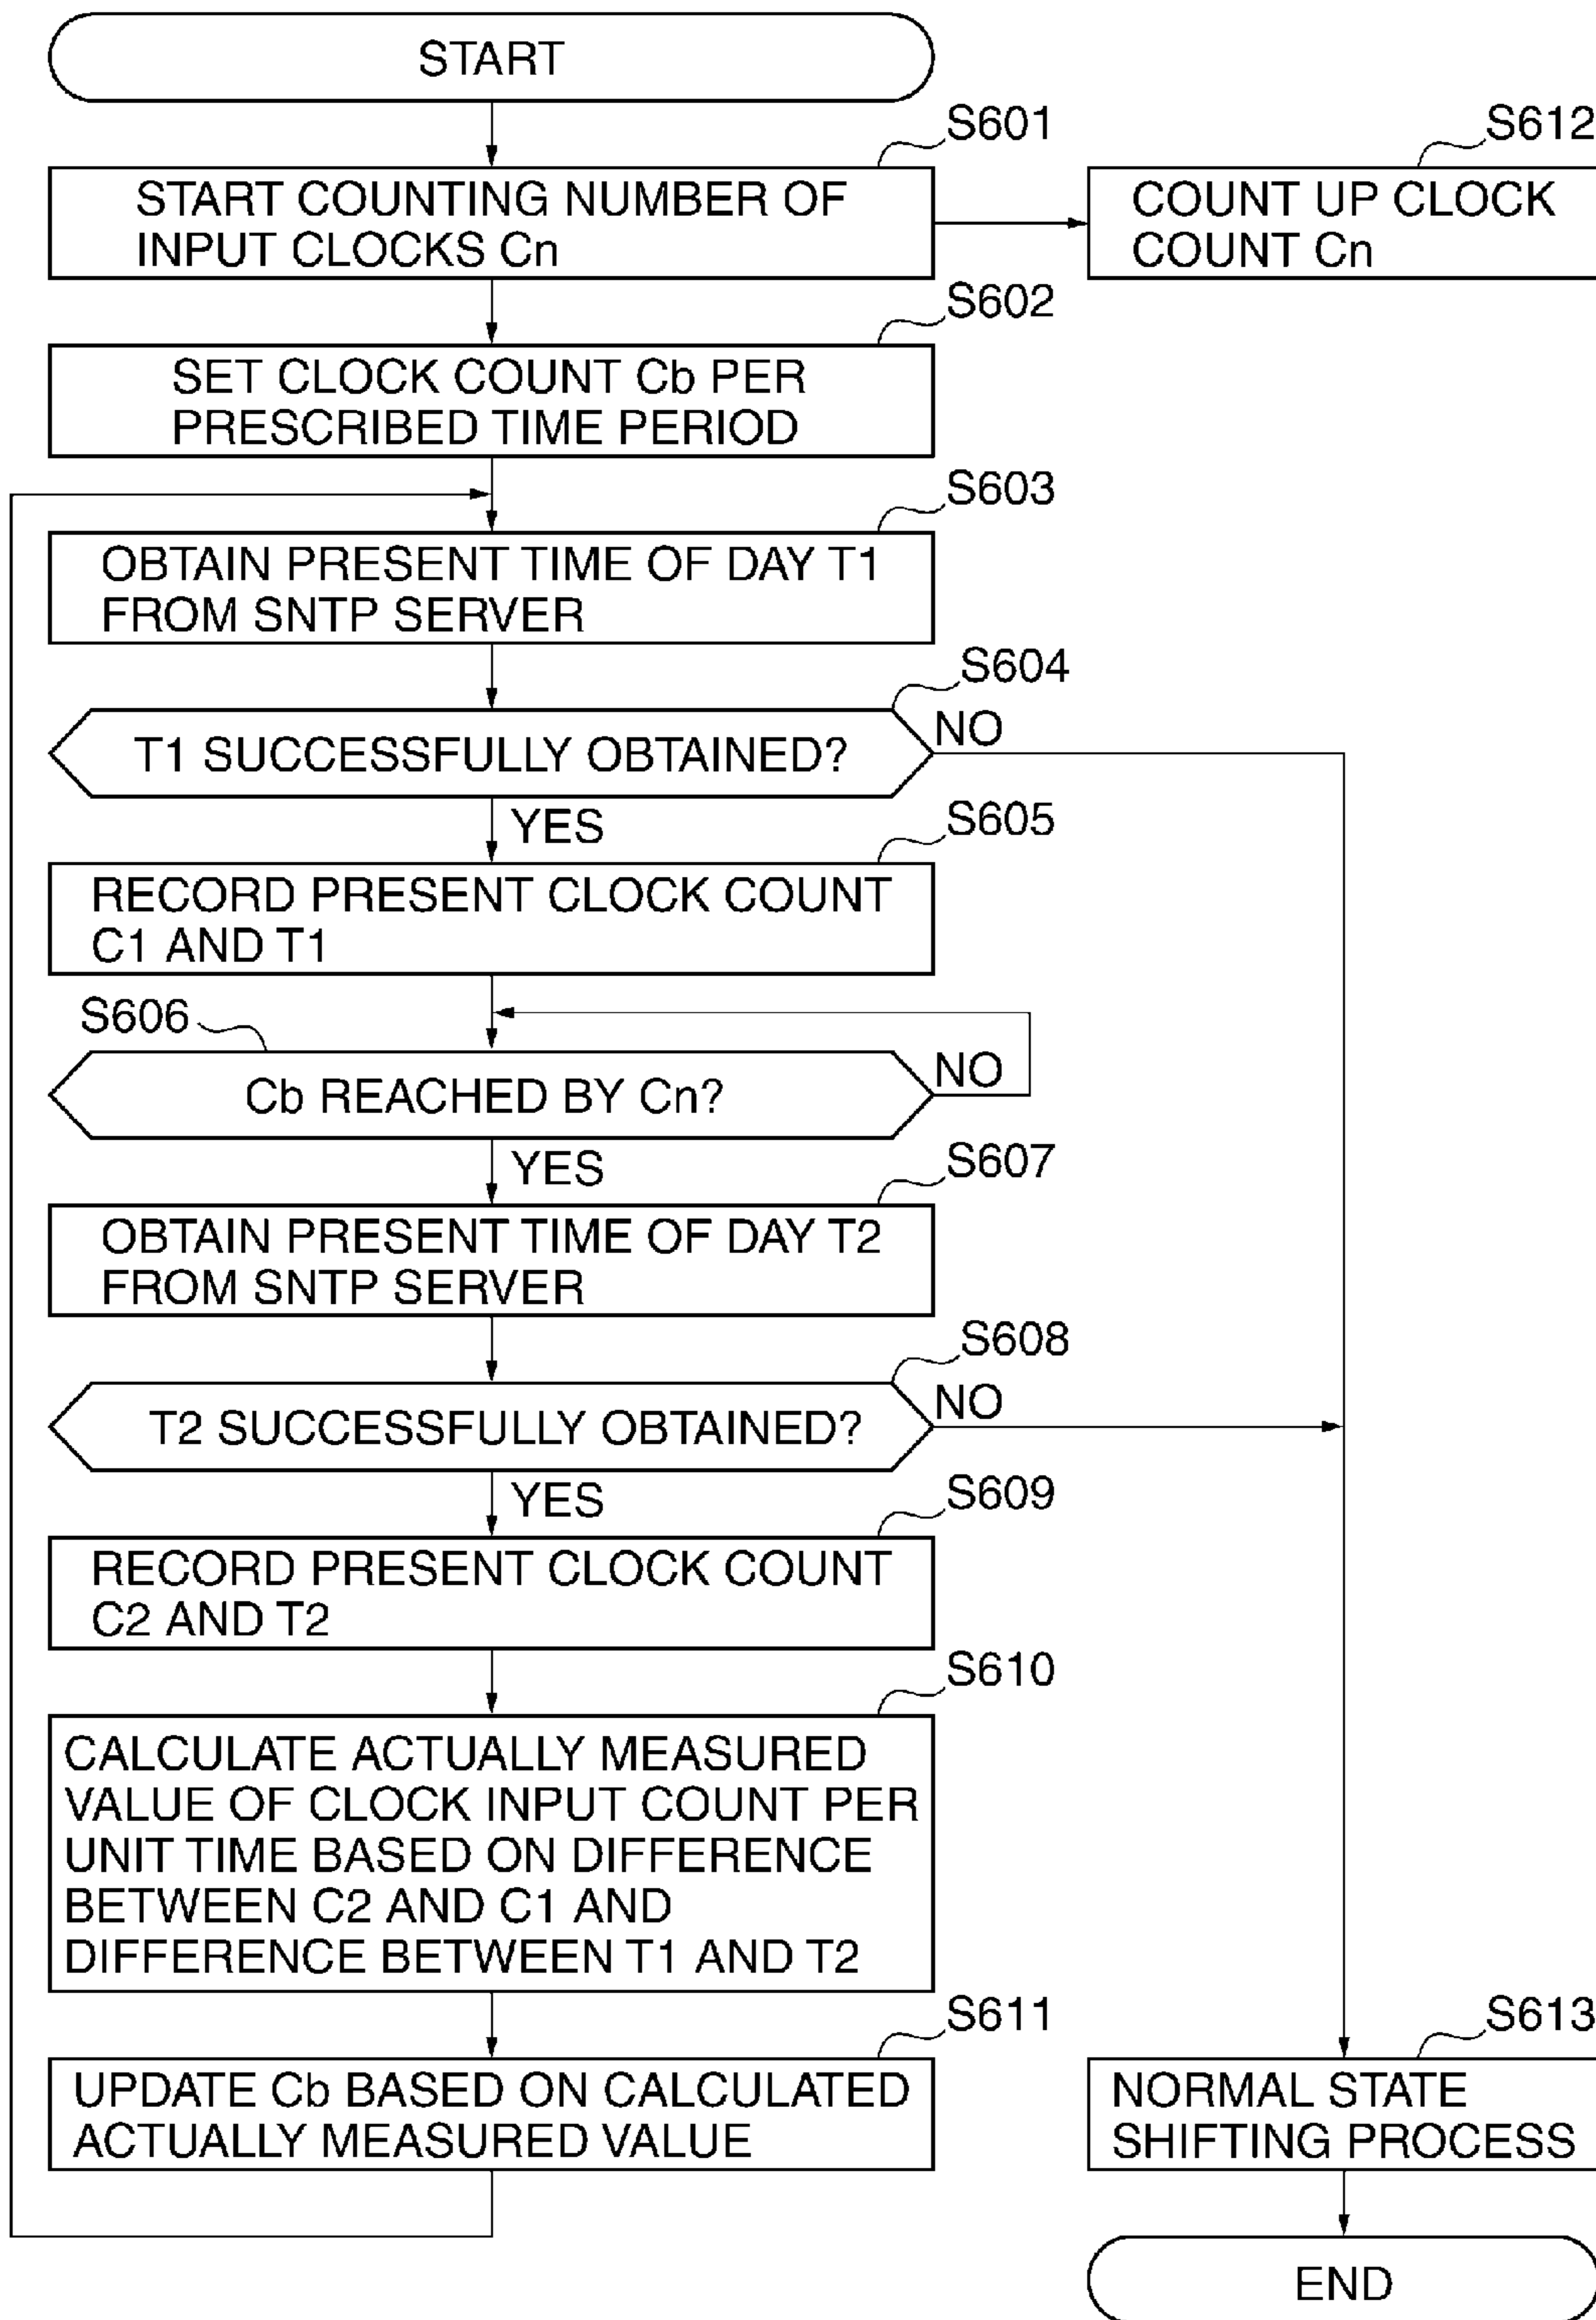 START
S601
START COUNTING NUMBER OF
INPUT CLOCKS Cn
S612
COUNT UP CLOCK
COUNT Cn
S602
SET CLOCK COUNT Cb PER
PRESCRIBED TIME PERIOD
S603
OBTAIN PRESENT TIME OF DAY T1
FROM SNTP SERVER
S604
T1 SUCCESSFULLY OBTAINED?
NO
YES
S605
RECORD PRESENT CLOCK COUNT
C1 AND T1
S606
Cb REACHED BY Cn?
NO
YES
S607
OBTAIN PRESENT TIME OF DAY T2
FROM SNTP SERVER
S608
T2 SUCCESSFULLY OBTAINED?
NO
YES
S609
RECORD PRESENT CLOCK COUNT
C2 AND T2
S610
CALCULATE ACTUALLY MEASURED
VALUE OF CLOCK INPUT COUNT PER
UNIT TIME BASED ON DIFFERENCE
BETWEEN C2 AND C1 AND
DIFFERENCE BETWEEN T1 AND T2
S611
UPDATE Cb BASED ON CALCULATED
ACTUALLY MEASURED VALUE
S613
NORMAL STATE
SHIFTING PROCESS
END